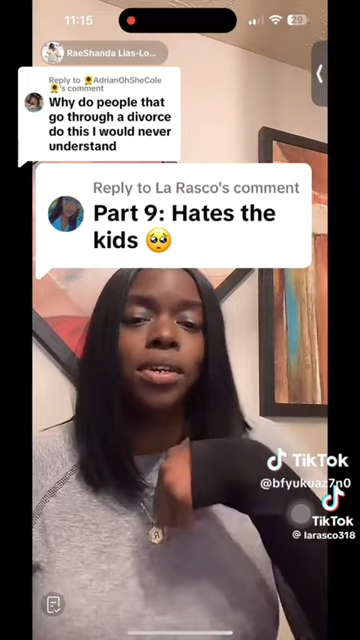 11:15
29
RaeShanda Lias-Lo...
Reply to 🌻AdrianOhSheCole
🌻's comment
Why do people that
go through a divorce
do this I would never
understand
Reply to La Rasco's comment
Part 9: Hates the
kids 🥺
TikTok
@bfyukuaz7n0
TikTok
@larasco318